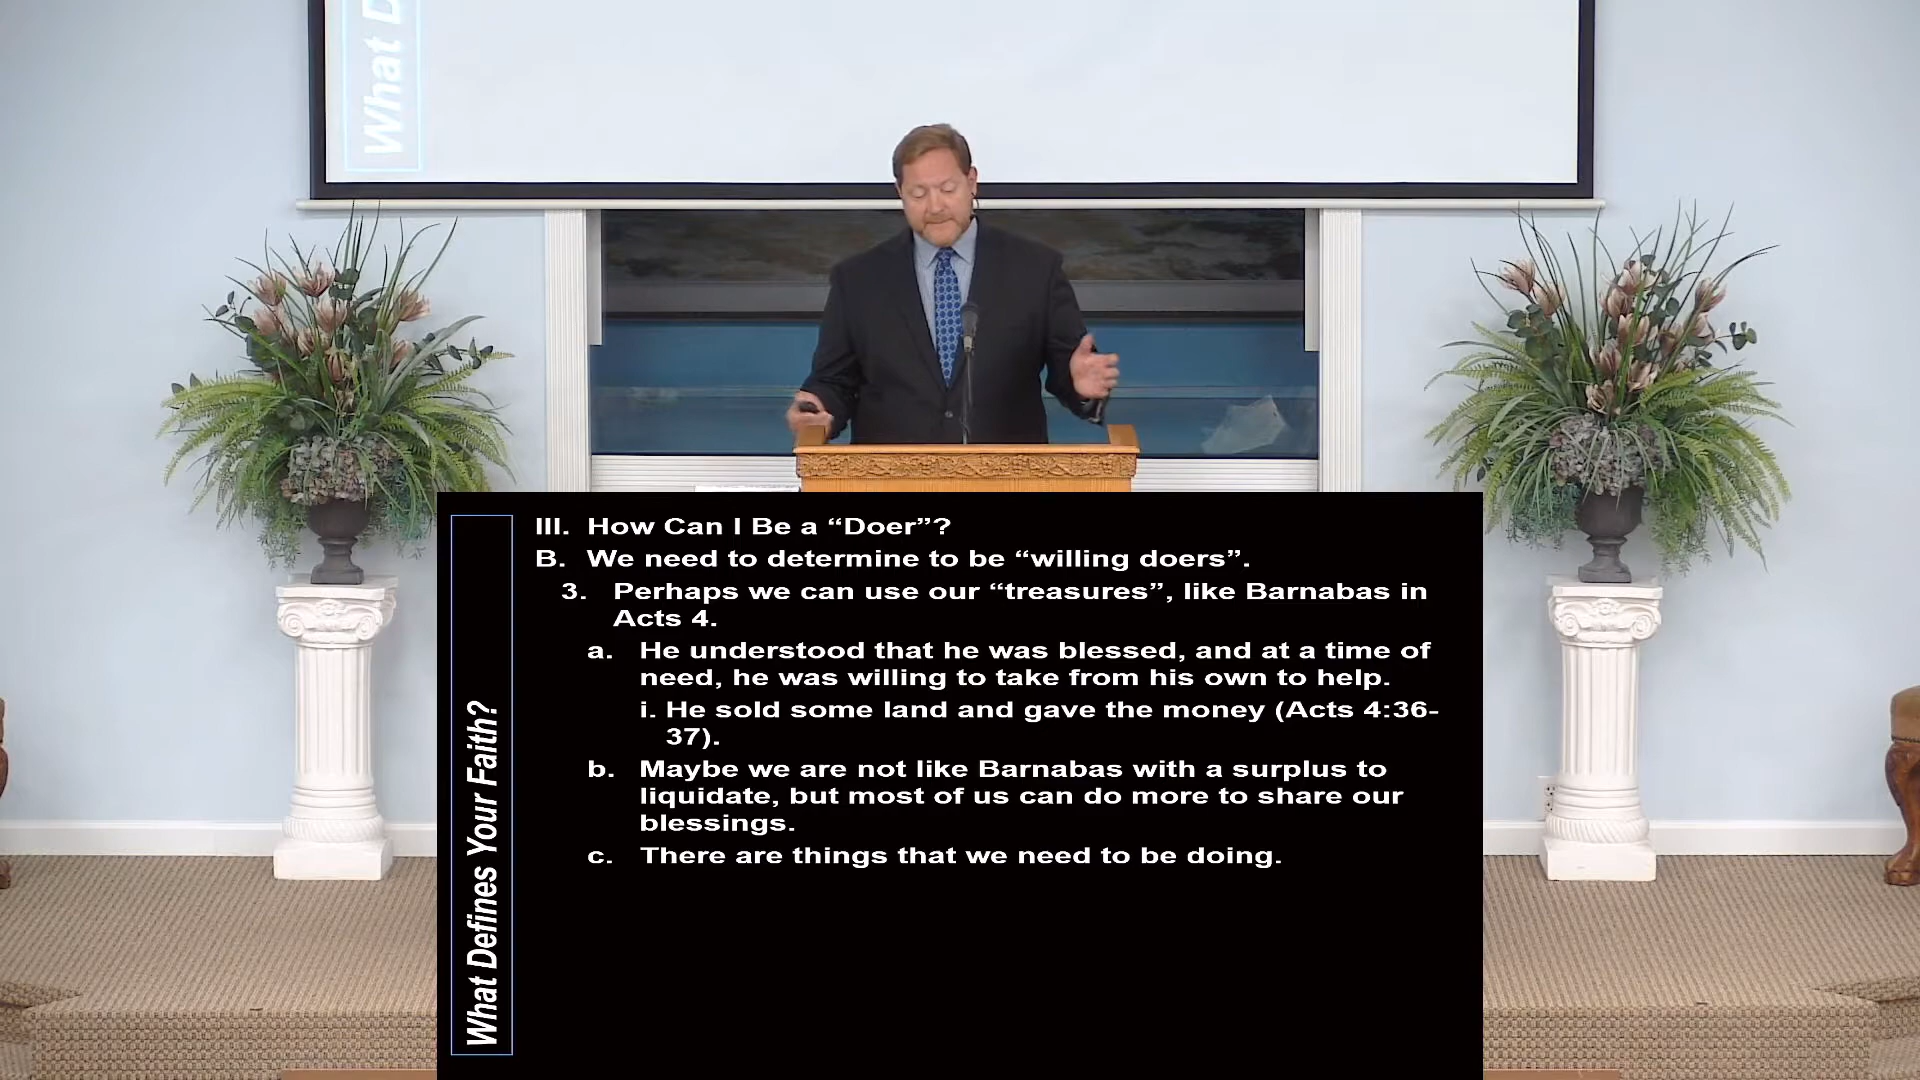 What D
III. How Can I Be a “Doer”?
B. We need to determine to be “willing doers”.
3. Perhaps we can use our “treasures”, like Barnabas in
Acts 4.
a. He understood that he was blessed, and at a time of
need, he was willing to take from his own to help.
i. He sold some land and gave the money (Acts 4:36-
37).
b. Maybe we are not like Barnabas with a surplus to
liquidate, but most of us can do more to share our
blessings.
c. There are things that we need to be doing.
What Defines Your Faith?